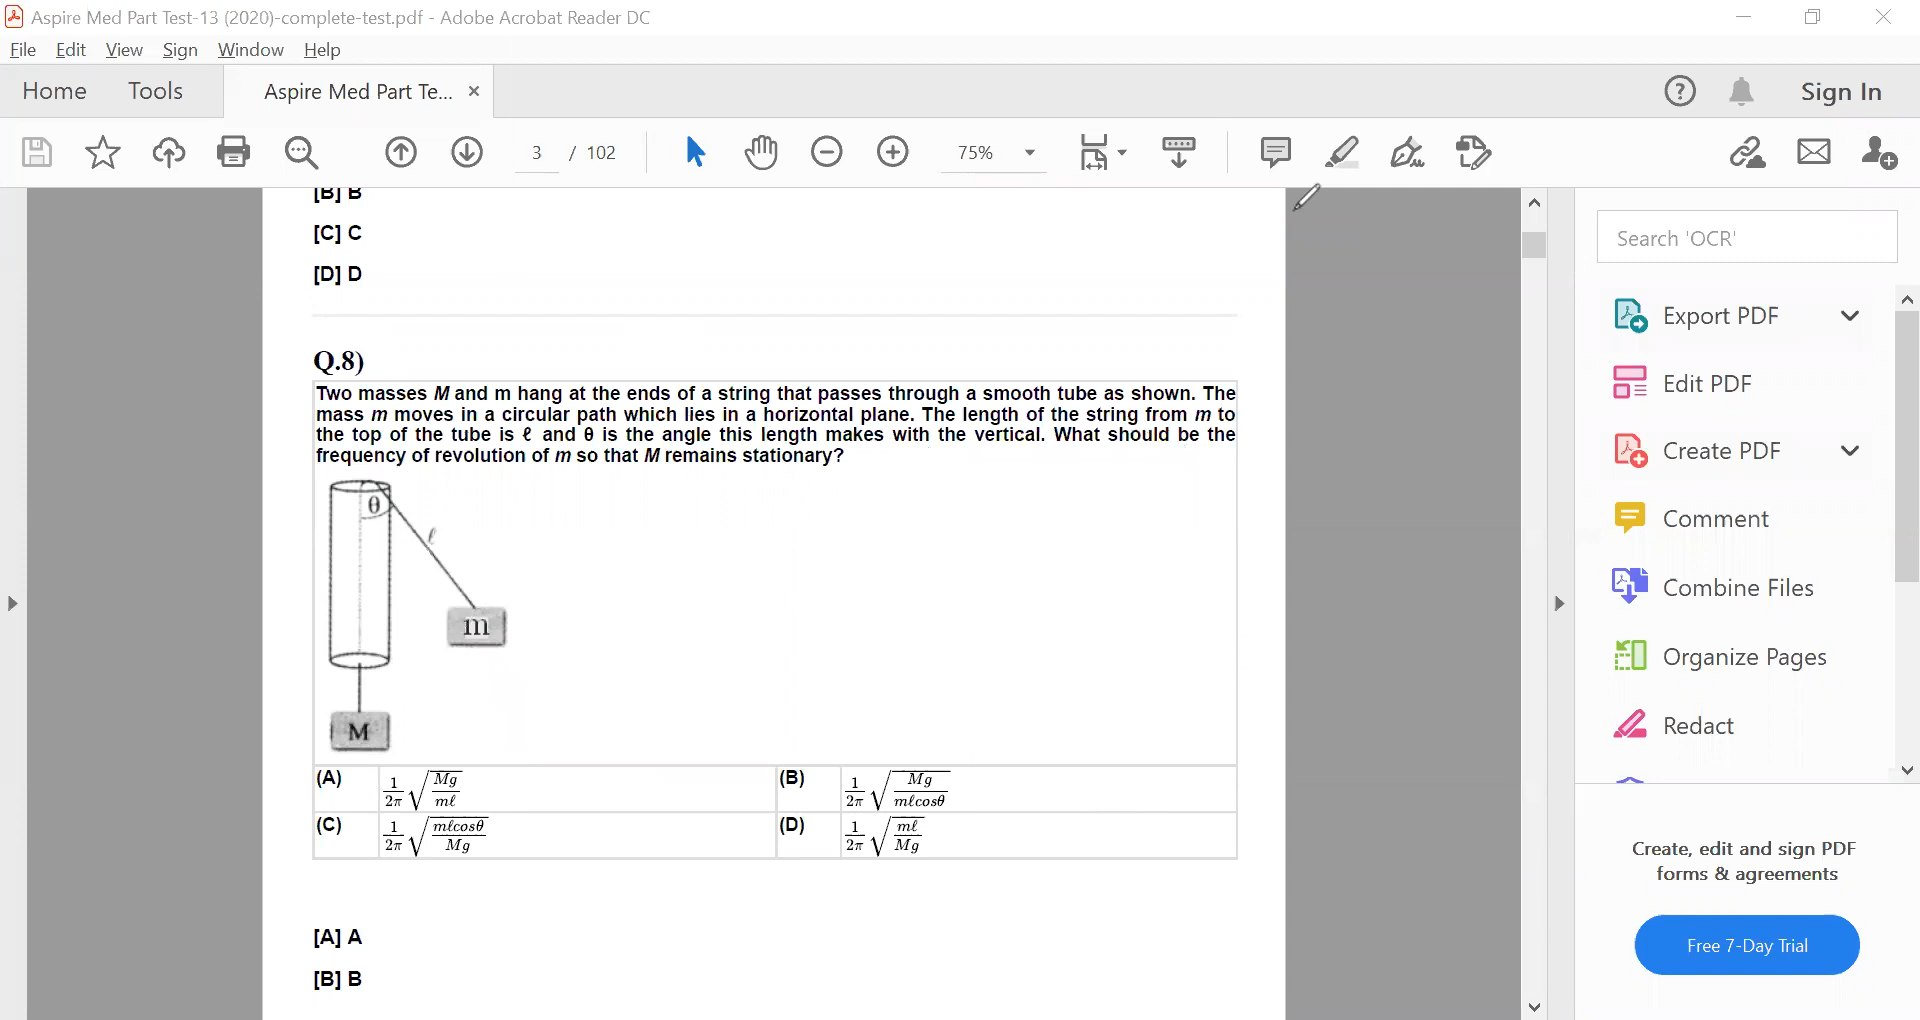 Aspire Med Part Test-13 (2020)-complete-test.pdf - Adobe Acrobat Reader DC
File Edit View Sign Window Help
Home Tools Aspire Med Part Te... × Sign In
3 / 102 75%
[B] B
[C] C
[D] D
Q.8)
Two masses M and m hang at the ends of a string that passes through a smooth tube as shown. The
mass m moves in a circular path which lies in a horizontal plane. The length of the string from m to
the top of the tube is ℓ and θ is the angle this length makes with the vertical. What should be the
frequency of revolution of m so that M remains stationary?
θ
ℓ
m
M
(A) 1/2π √(Mg/mℓ) (B) 1/2π √(Mg/mℓcosθ)
(C) 1/2π √(mℓcosθ/Mg) (D) 1/2π √(mℓ/Mg)
[A] A
[B] B
Search 'OCR'
Export PDF
Edit PDF
Create PDF
Comment
Combine Files
Organize Pages
Redact
Create, edit and sign PDF
forms & agreements
Free 7-Day Trial